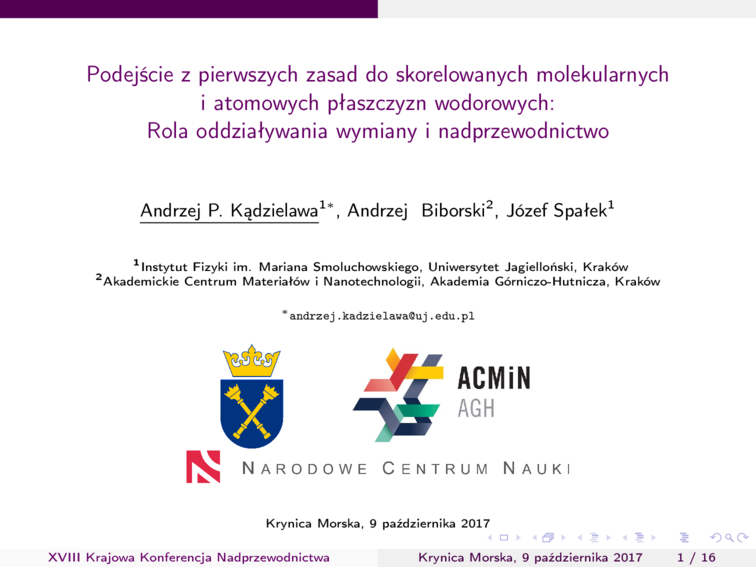 Podejście z pierwszych zasad do skorelowanych molekularnych
i atomowych płaszczyzn wodorowych:
Rola oddziaływania wymiany i nadprzewodnictwo
Andrzej P. Kądzielawa¹*, Andrzej Biborski², Józef Spałek¹
¹Instytut Fizyki im. Mariana Smoluchowskiego, Uniwersytet Jagielloński, Kraków
²Akademickie Centrum Materiałów i Nanotechnologii, Akademia Górniczo-Hutnicza, Kraków
*andrzej.kadzielawa@uj.edu.pl
ACMiN
AGH
NARODOWE CENTRUM NAUKI
Krynica Morska, 9 października 2017
XVIII Krajowa Konferencja Nadprzewodnictwa Krynica Morska, 9 października 2017 1 / 16